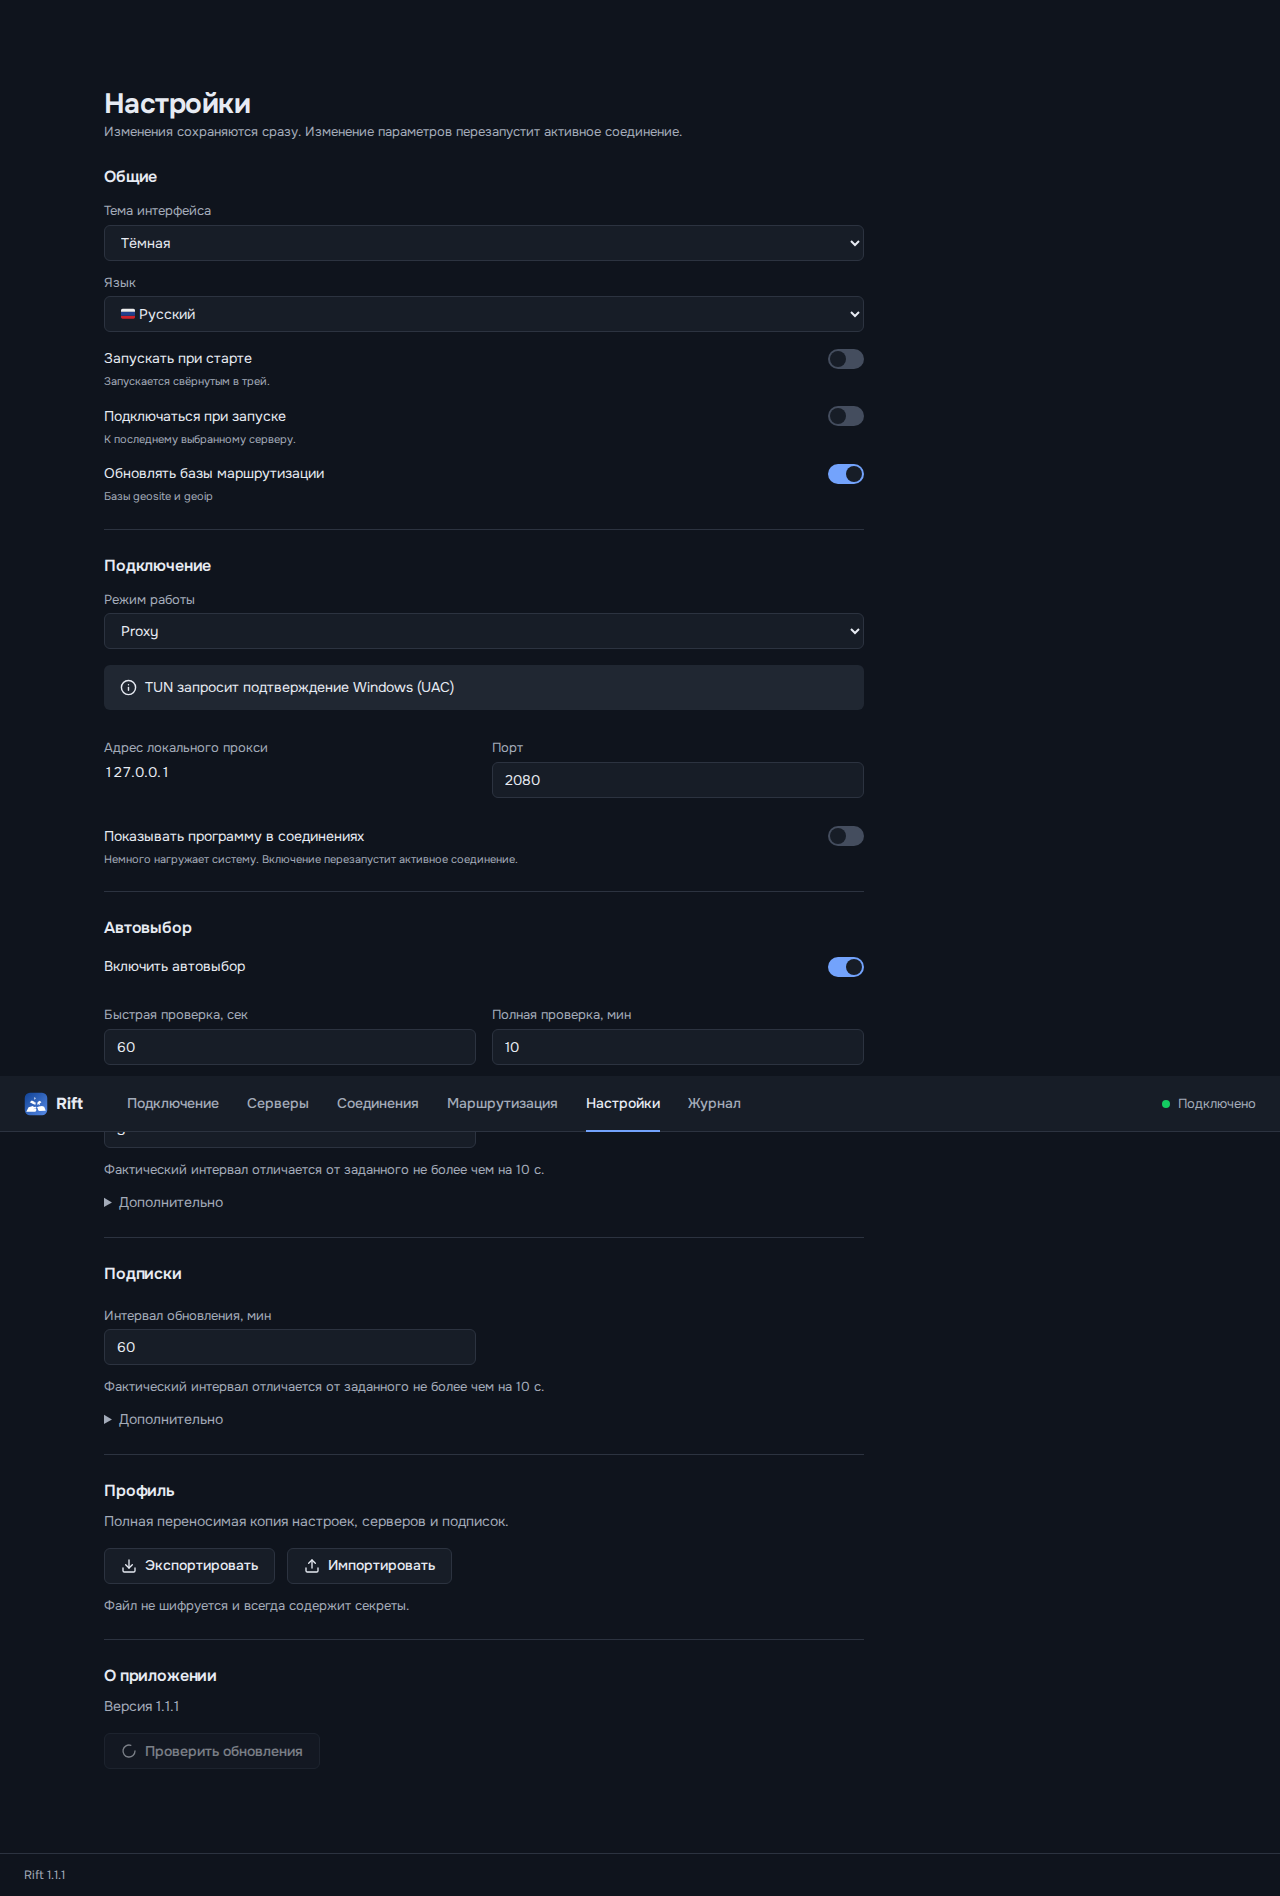 Настройки
Изменения сохраняются сразу. Изменение параметров перезапустит активное соединение.
Общие
Тема интерфейса
Тёмная
Язык
Русский
Запускать при старте
Запускается свёрнутым в трей.
Подключаться при запуске
К последнему выбранному серверу.
Обновлять базы маршрутизации
Базы geosite и geoip
Подключение
Режим работы
Proxy
TUN запросит подтверждение Windows (UAC)
Адрес локального прокси
127.0.0.1
Порт
2080
Показывать программу в соединениях
Немного нагружает систему. Включение перезапустит активное соединение.
Автовыбор
Включить автовыбор
Быстрая проверка, сек
60
Полная проверка, мин
10
Rift Подключение Серверы Соединения Маршрутизация Настройки Журнал Подключено
Фактический интервал отличается от заданного не более чем на 10 с.
Дополнительно
Подписки
Интервал обновления, мин
60
Фактический интервал отличается от заданного не более чем на 10 с.
Дополнительно
Профиль
Полная переносимая копия настроек, серверов и подписок.
Экспортировать Импортировать
Файл не шифруется и всегда содержит секреты.
О приложении
Версия 1.1.1
Проверить обновления
Rift 1.1.1